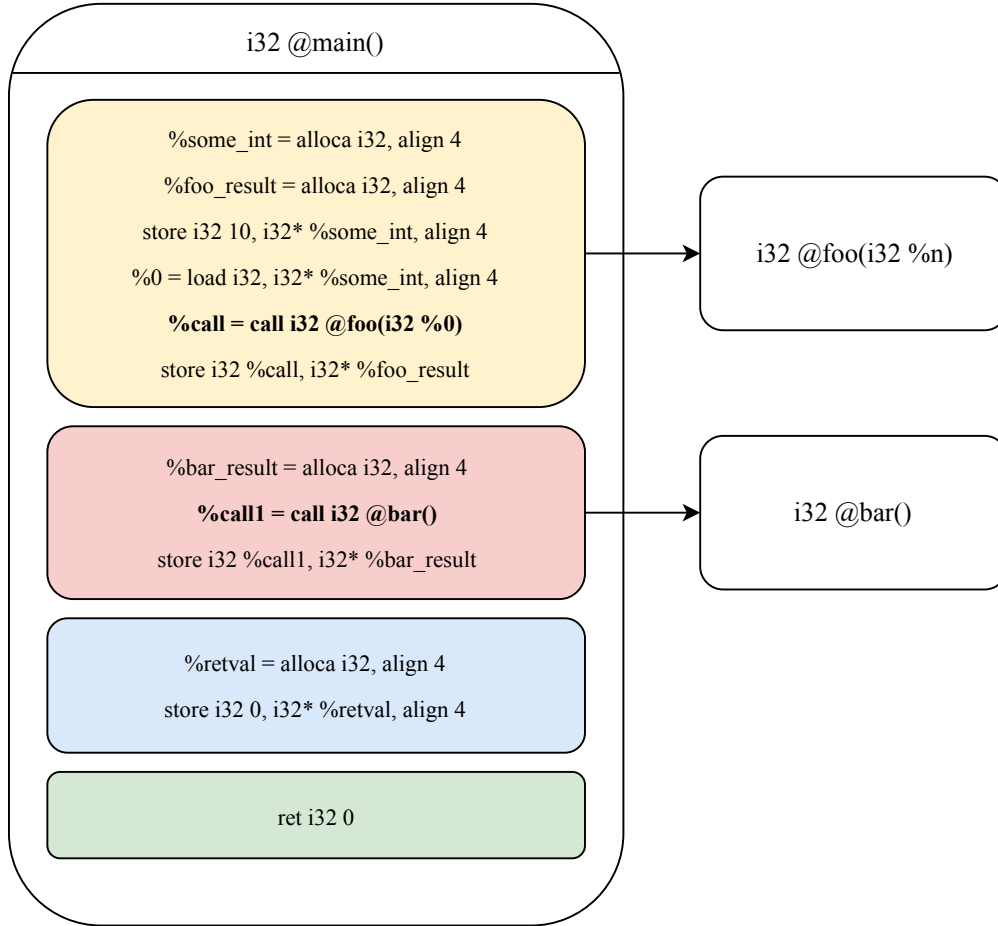 i32 @main()
%some_int = alloca i32, align 4
%foo_result = alloca i32, align 4
store i32 10, i32* %some_int, align 4
%0 = load i32, i32* %some_int, align 4
%call = call i32 @foo(i32 %0)
store i32 %call, i32* %foo_result
i32 @foo(i32 %n)
%bar_result = alloca i32, align 4
%call1 = call i32 @bar()
store i32 %call1, i32* %bar_result
i32 @bar()
%retval = alloca i32, align 4
store i32 0, i32* %retval, align 4
ret i32 0